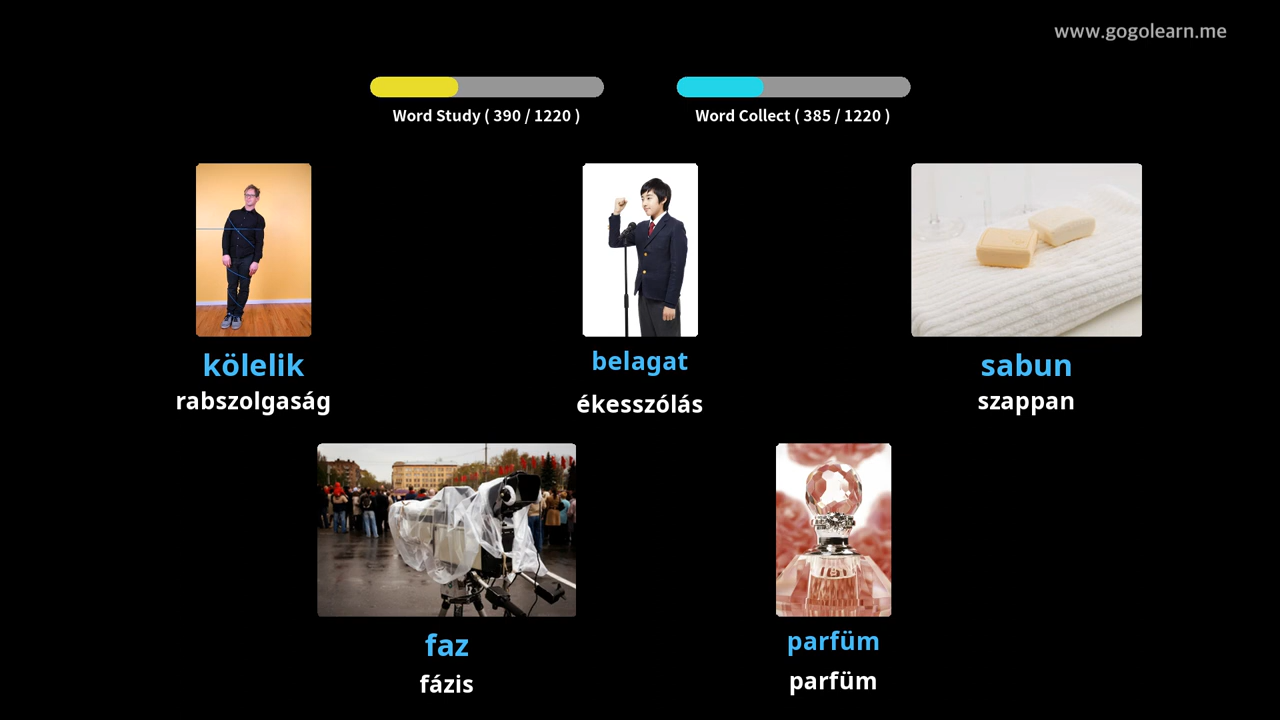 www.gogolearn.me
Word Study ( 390 / 1220 )
Word Collect ( 385 / 1220 )
kölelik
rabszolgaság
belagat
ékesszólás
sabun
szappan
faz
fázis
parfüm
parfüm